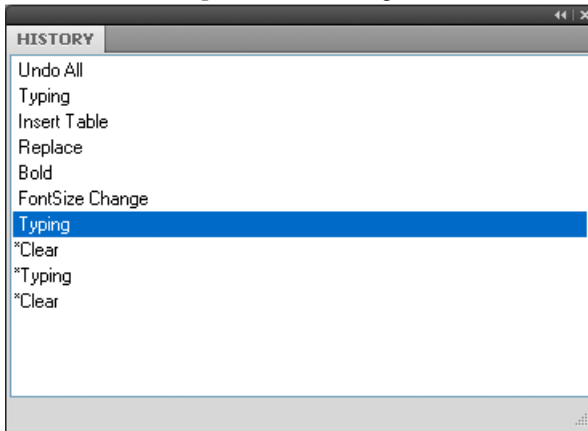 HISTORY
Undo All
Typing
Insert Table
Replace
Bold
FontSize Change
Typing
*Clear
*Typing
*Clear